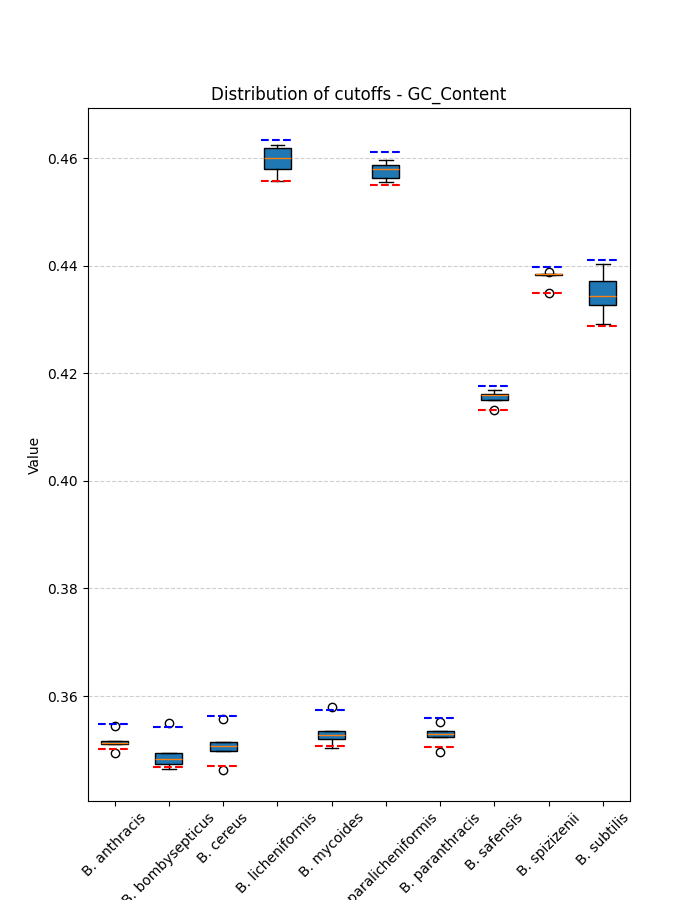 Distribution of cutoffs - GC_Content
0.46
0.44
0.42
0.40
0.38
0.36
Value
B. anthracis
B. bombysepticus
B. cereus
B. licheniformis
B. mycoides
paralicheniformis
B. paranthracis
B. safensis
B. spizizenii
B. subtilis